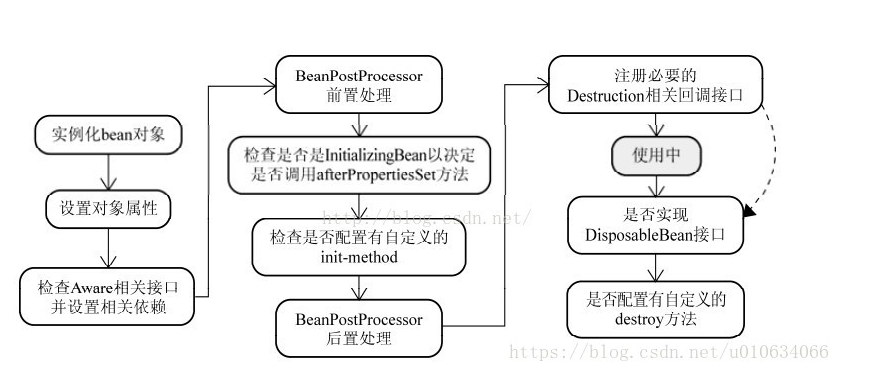 实例化bean对象
设置对象属性
检查Aware相关接口
并设置相关依赖
BeanPostProcessor
前置处理
检查是否是InitializingBean以决定
是否调用afterPropertiesSet方法
检查是否配置有自定义的
init-method
BeanPostProcessor
后置处理
注册必要的
Destruction相关回调接口
使用中
是否实现
DisposableBean接口
是否配置有自定义的
destroy方法
http://blog.csdn.net/
https://blog.csdn.net/u010634066